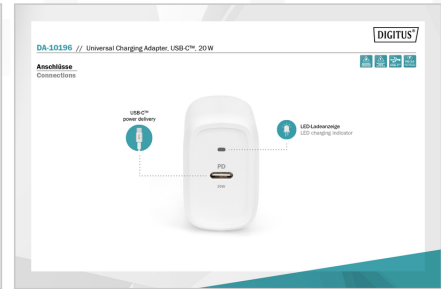 DIGITUS®
DA-10196 // Universal Charging Adapter, USB-C™, 20 W
Anschlüsse
Connections
USB-C™
power delivery
LED-Ladeanzeige
LED charging indicator
PD
20W